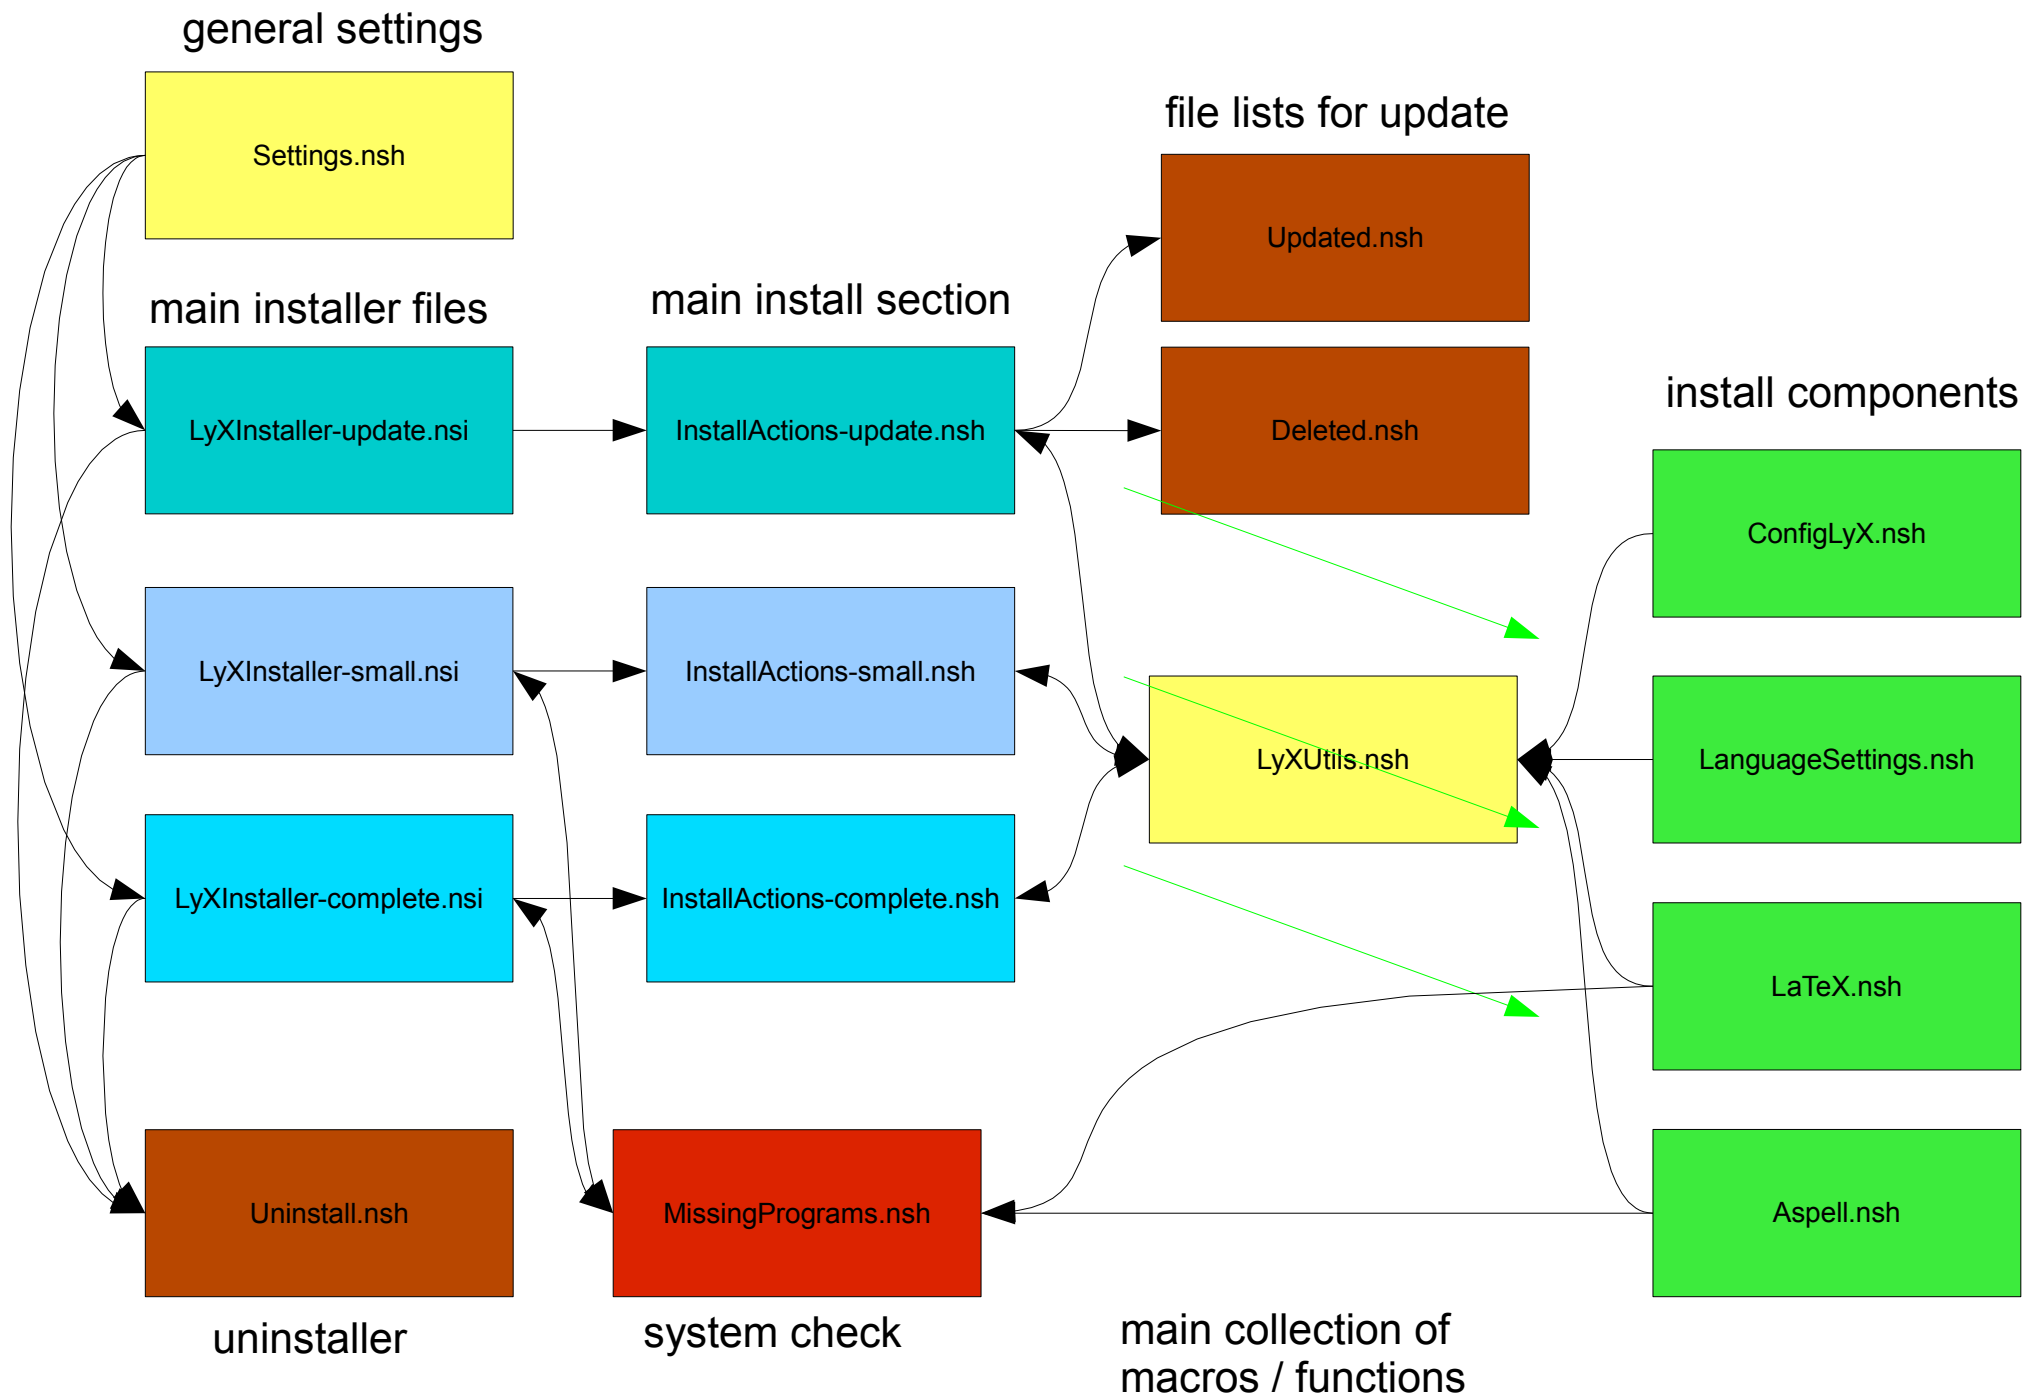 general settings
Settings.nsh
file lists for update
Updated.nsh
main installer files
main install section
LyXInstaller-update.nsi
InstallActions-update.nsh
Deleted.nsh
install components
ConfigLyX.nsh
LyXInstaller-small.nsi
InstallActions-small.nsh
LyXUtils.nsh
LanguageSettings.nsh
LyXInstaller-complete.nsi
InstallActions-complete.nsh
LaTeX.nsh
Uninstall.nsh
MissingPrograms.nsh
Aspell.nsh
uninstaller
system check
main collection of
macros / functions